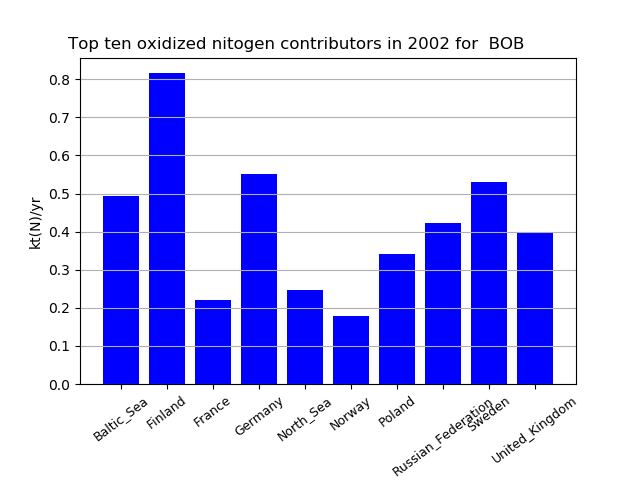 Top ten oxidized nitogen contributors in 2002 for  BOB
kt(N)/yr
0.8
0.7
0.6
0.5
0.4
0.3
0.2
0.1
0.0
Baltic_Sea
Finland
France
Germany
North_Sea
Norway
Poland
Russian_Federation
Sweden
United_Kingdom